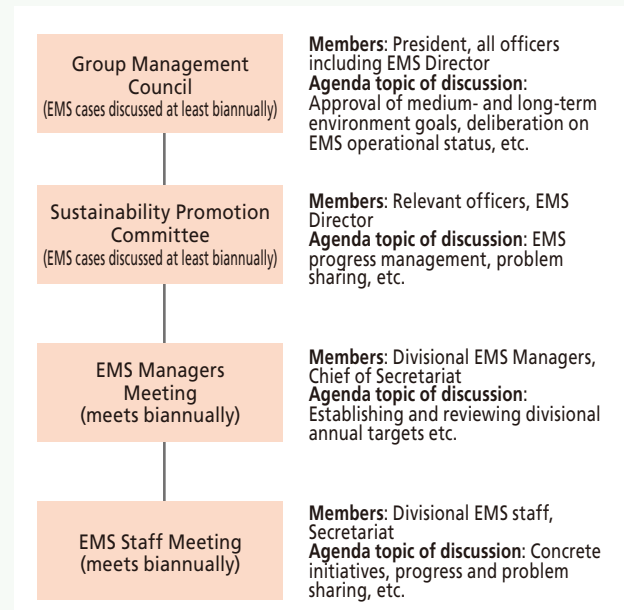 Group Management
Council
(EMS cases discussed at least biannually)
Members: President, all officers
including EMS Director
Agenda topic of discussion:
Approval of medium- and long-term
environment goals, deliberation on
EMS operational status, etc.
Sustainability Promotion
Committee
(EMS cases discussed at least biannually)
Members: Relevant officers, EMS
Director
Agenda topic of discussion: EMS
progress management, problem
sharing, etc.
EMS Managers
Meeting
(meets biannually)
Members: Divisional EMS Managers,
Chief of Secretariat
Agenda topic of discussion:
Establishing and reviewing divisional
annual targets etc.
EMS Staff Meeting
(meets biannually)
Members: Divisional EMS staff,
Secretariat
Agenda topic of discussion: Concrete
initiatives, progress and problem
sharing, etc.